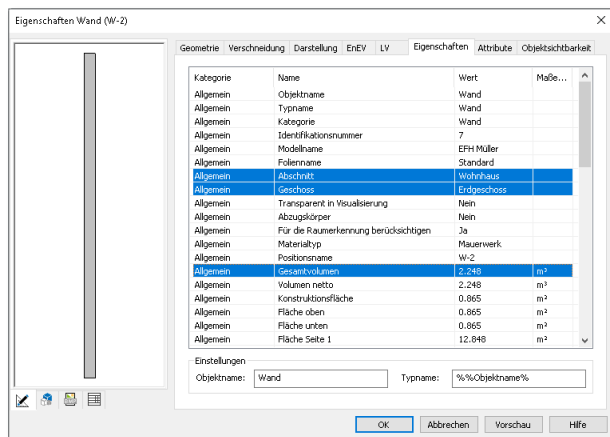 Eigenschaften Wand (W-2)
Geometrie Verschneidung Darstellung EnEV LV Eigenschaften Attribute Objektsichtbarkeit
Kategorie Name Wert Maße...
Allgemein Objektname Wand
Allgemein Typname Wand
Allgemein Kategorie Wand
Allgemein Identifikationsnummer 7
Allgemein Modellname EFH Müller
Allgemein Folienname Standard
Allgemein Abschnitt Wohnhaus
Allgemein Geschoss Erdgeschoss
Allgemein Transparent in Visualisierung Nein
Allgemein Abzugskörper Nein
Allgemein Für die Raumerkennung berücksichtigen Ja
Allgemein Materialtyp Mauerwerk
Allgemein Positionsname W-2
Allgemein Gesamtvolumen 2.248 m³
Allgemein Volumen netto 2.248 m³
Allgemein Konstruktionsfläche 0.865 m²
Allgemein Fläche oben 0.865 m²
Allgemein Fläche unten 0.865 m²
Allgemein Fläche Seite 1 12.848 m²
Einstellungen
Objektname: Wand Typname: %%Objektname%
OK Abbrechen Vorschau Hilfe